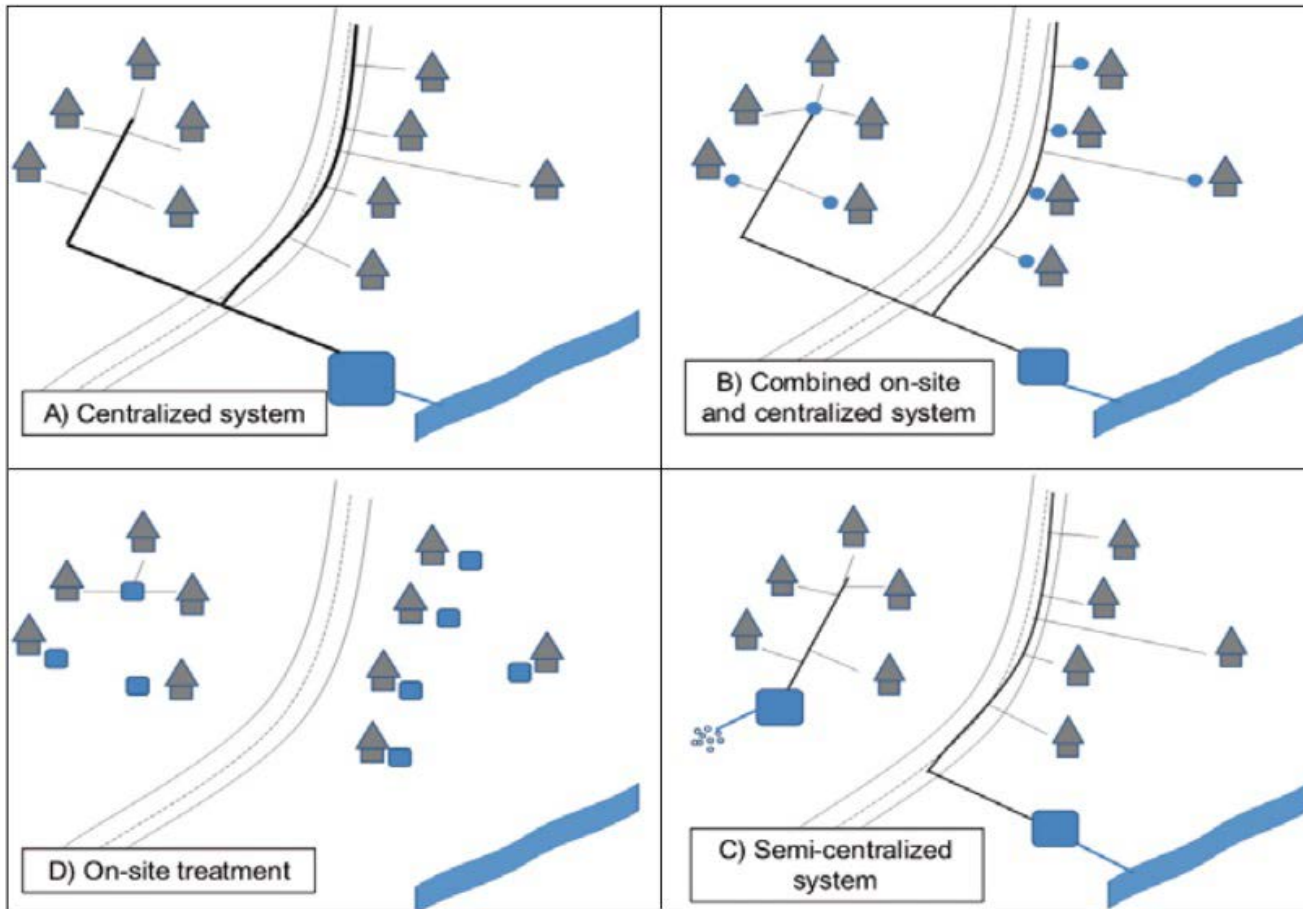 A) Centralized system
B) Combined on-site
and centralized system
D) On-site treatment
C) Semi-centralized
system